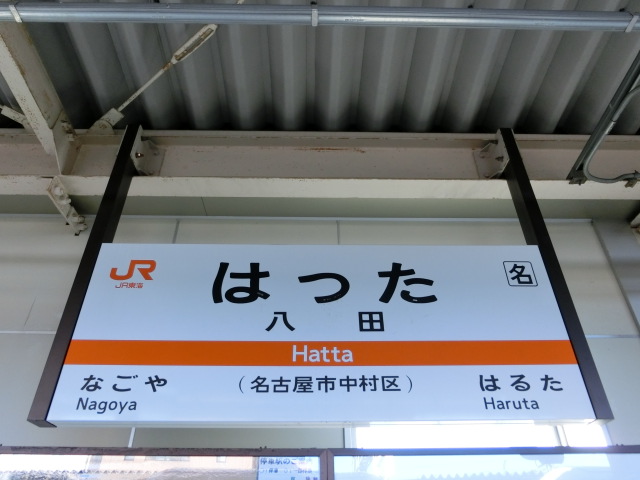 JR
JR東海
はった
名
八田
Hatta
なごや
Nagoya
(名古屋市中村区)
はるた
Haruta